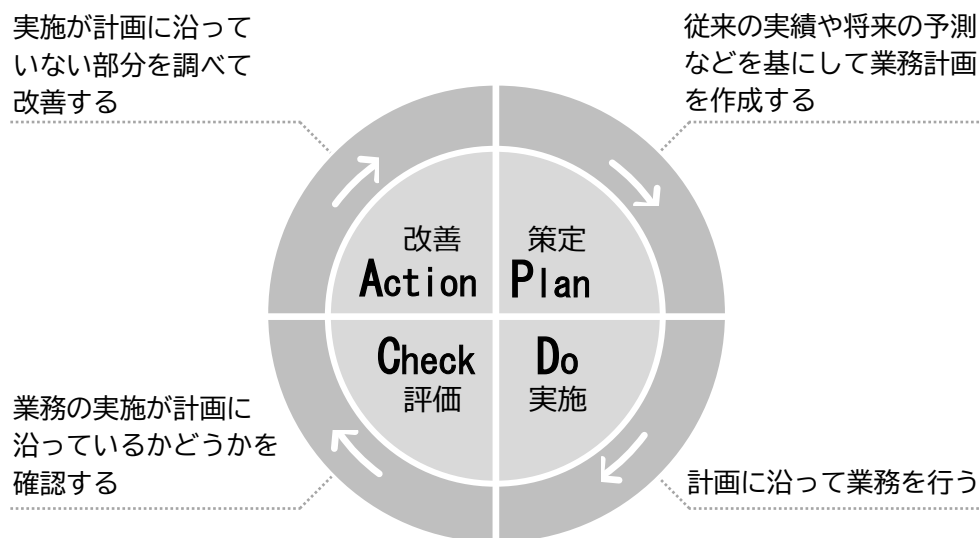 実施が計画に沿って
いない部分を調べて
改善する
従来の実績や将来の予測
などを基にして業務計画
を作成する
改善
Action
策定
Plan
Check
評価
Do
実施
業務の実施が計画に
沿っているかどうかを
確認する
計画に沿って業務を行う